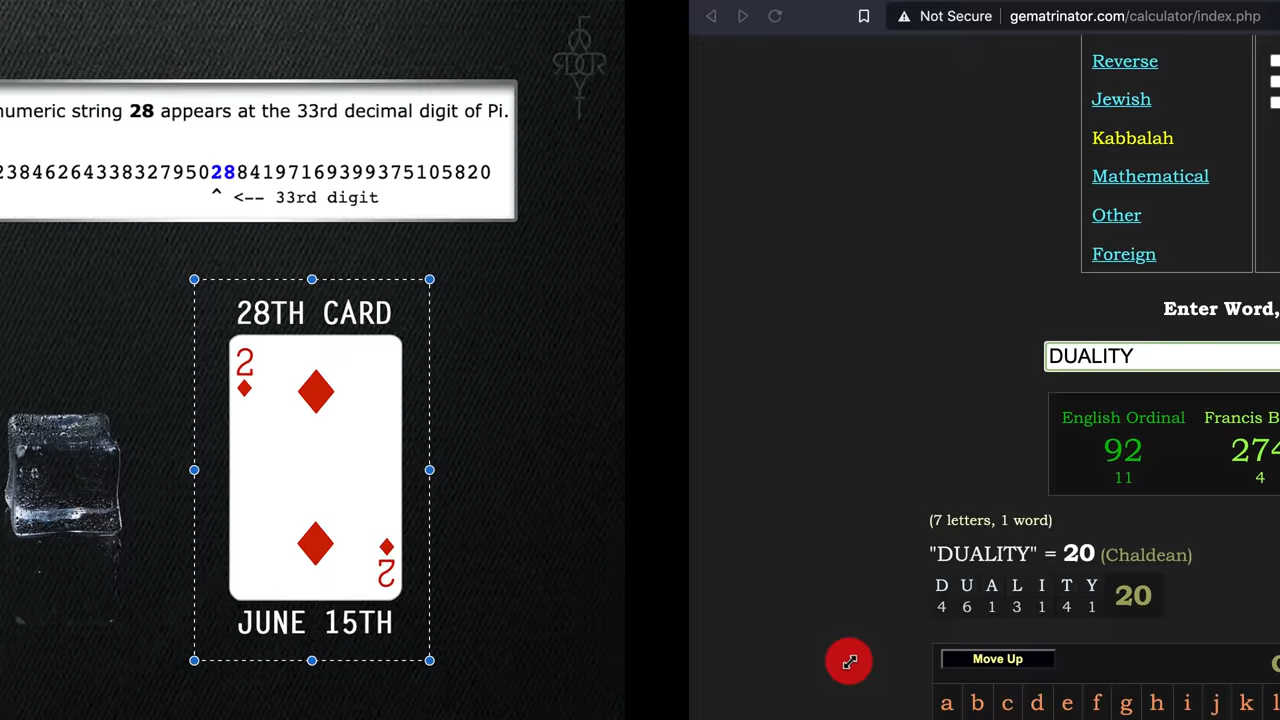 numeric string 28 appears at the 33rd decimal digit of Pi.
238462643383279502884197169399375105820
^ <-- 33rd digit
28TH CARD
2
2
JUNE 15TH
Not Secure
gematrinator.com/calculator/index.php
Reverse
Jewish
Kabbalah
Mathematical
Other
Foreign
Enter Word,
DUALITY
English Ordinal Francis B
92 274
11 4
(7 letters, 1 word)
"DUALITY" = 20 (Chaldean)
D U A L I T Y
4 6 1 3 1 4 1 20
Move Up
a b c d e f g h i j k l